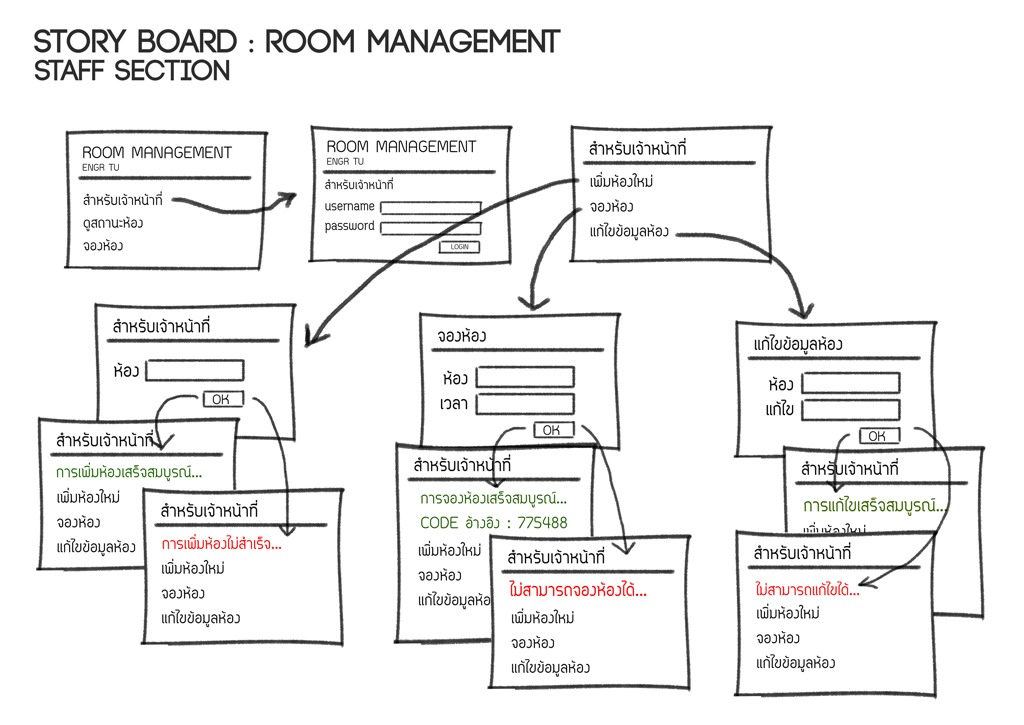 STORY BOARD : ROOM MANAGEMENT
STAFF SECTION
ROOM MANAGEMENT
ENGR TU
สำหรับเจ้าหน้าที่
ดูสถานะห้อง
จองห้อง
ROOM MANAGEMENT
ENGR TU
สำหรับเจ้าหน้าที่
username
password
LOGIN
สำหรับเจ้าหน้าที่
เพิ่มห้องใหม่
จองห้อง
แก้ไขข้อมูลห้อง
สำหรับเจ้าหน้าที่
ห้อง
OK
สำหรับเจ้าหน้าที่
การเพิ่มห้องเสร็จสมบูรณ์...
เพิ่มห้องใหม่
จองห้อง
แก้ไขข้อมูลห้อง
สำหรับเจ้าหน้าที่
การเพิ่มห้องไม่สำเร็จ...
เพิ่มห้องใหม่
จองห้อง
แก้ไขข้อมูลห้อง
จองห้อง
ห้อง
เวลา
OK
สำหรับเจ้าหน้าที่
การจองห้องเสร็จสมบูรณ์...
CODE อ้างอิง : 775488
เพิ่มห้องใหม่
จองห้อง
แก้ไขข้อมูลห้อ
สำหรับเจ้าหน้าที่
ไม่สามารถจองห้องได้...
เพิ่มห้องใหม่
จองห้อง
แก้ไขข้อมูลห้อง
แก้ไขข้อมูลห้อง
ห้อง
แก้ไข
OK
สำหรับเจ้าหน้าที่
การแก้ไขเสร็จสมบูรณ์...
เพิ่มห้องใหม่
สำหรับเจ้าหน้าที่
ไม่สามารถแก้ไขได้...
เพิ่มห้องใหม่
จองห้อง
แก้ไขข้อมูลห้อง